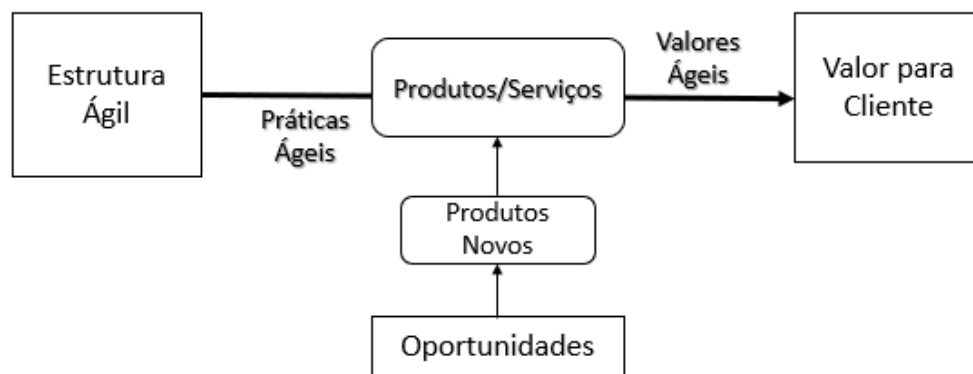 Estrutura
Ágil
Práticas
Ágeis
Produtos/Serviços
Valores
Ágeis
Valor para
Cliente
Produtos
Novos
Oportunidades